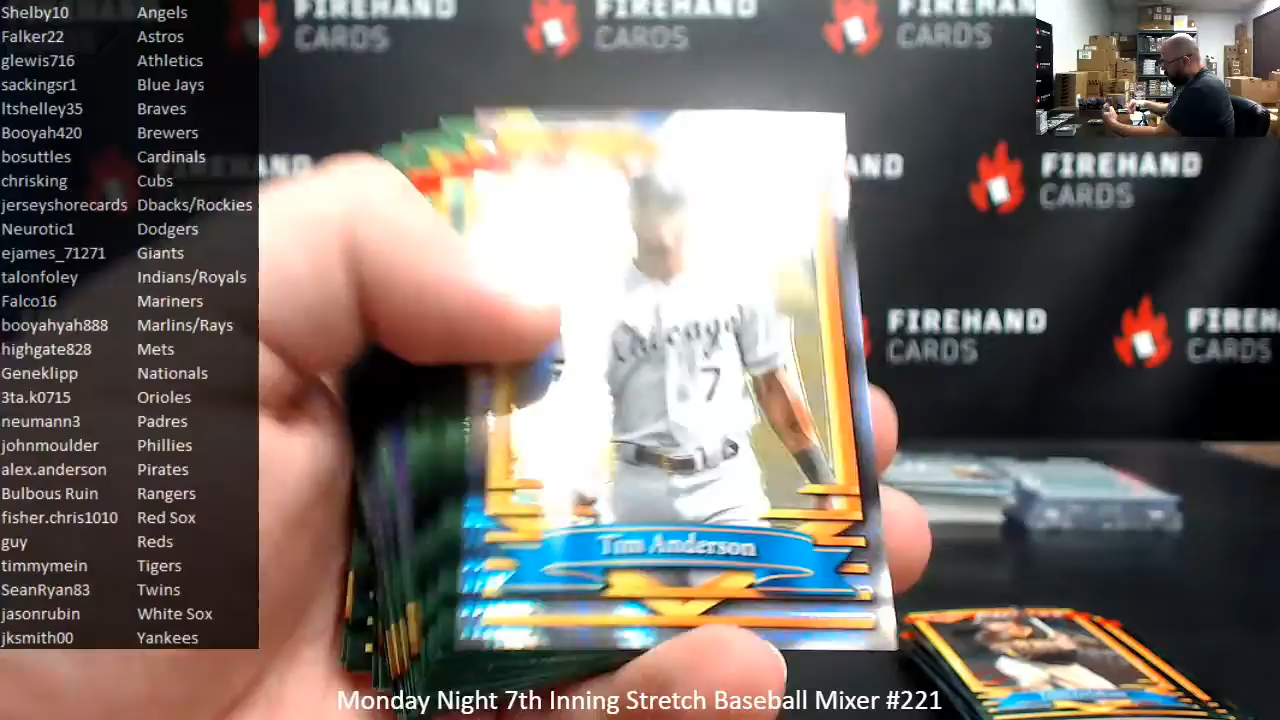 Shelby10 Angels
Falker22 Astros
glewis716 Athletics
sackingsr1 Blue Jays
ltshelley35 Braves
Booyah420 Brewers
bosuttles Cardinals
chrisking Cubs
jerseyshorecards Dbacks/Rockies
Neurotic1 Dodgers
ejames_71271 Giants
talonfoley Indians/Royals
Falco16 Mariners
booyahyah888 Marlins/Rays
highgate828 Mets
Geneklipp Nationals
3ta.k0715 Orioles
neumann3 Padres
johnmoulder Phillies
alex.anderson Pirates
Bulbous Ruin Rangers
fisher.chris1010 Red Sox
guy Reds
timmymein Tigers
SeanRyan83 Twins
jasonrubin White Sox
jksmith00 Yankees
FIREHAND
CARDS
FIREHAND
CARDS
FIREHAN
CARDS
FIREHAND
CARDS
FIREHAND
CARDS
FIREH
CARDS
Chicago
7
Tim Anderson
Monday Night 7th Inning Stretch Baseball Mixer #221